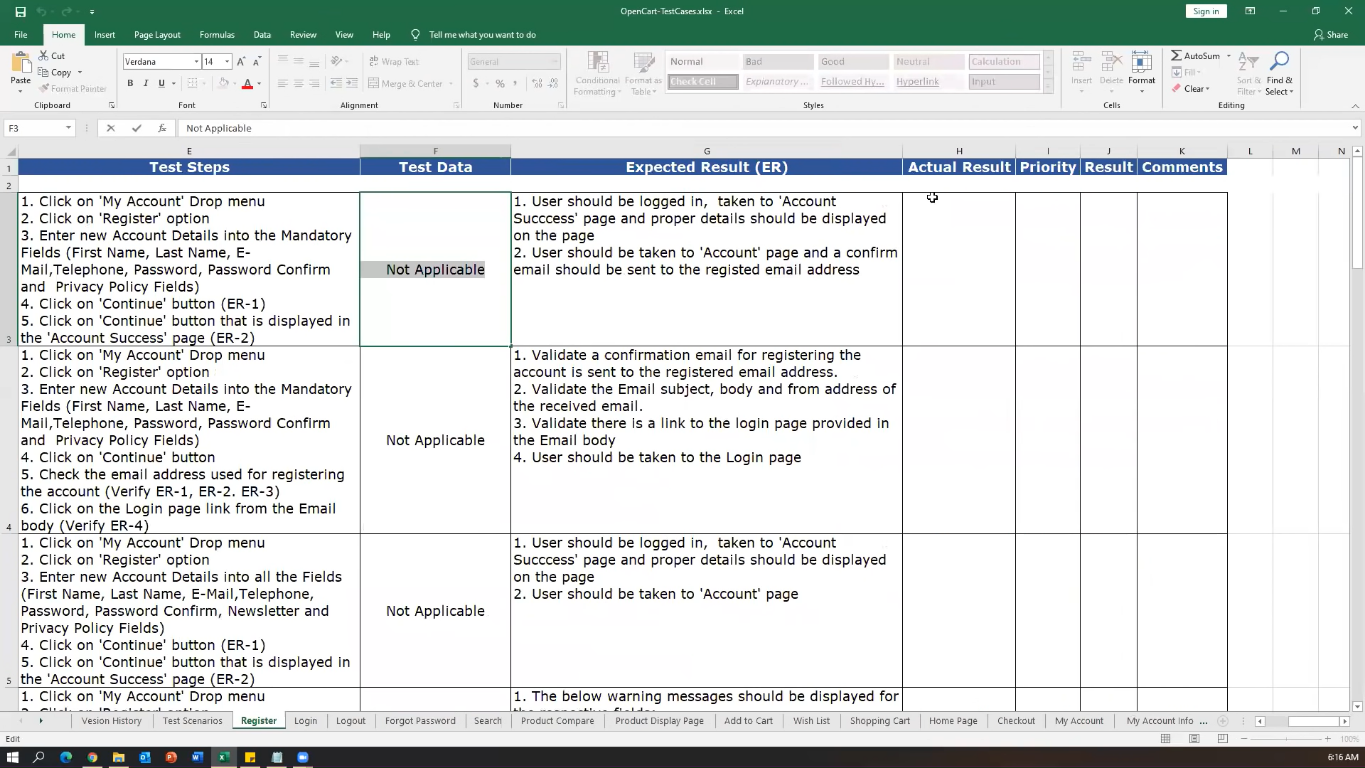 OpenCart-TestCases.xlsx - Excel
Sign in
File Home Insert Page Layout Formulas Data Review View Help Tell me what you want to do Share
Paste
Cut
Copy
Format Painter
Clipboard
Verdana 14
B I U
Font
Wrap Text
Merge & Center
Alignment
General
$ % ,
Number
Conditional Formatting
Format as Table
Normal Bad Good Neutral Calculation
Check Cell Explanatory ... Followed Hy... Hyperlink Input
Styles
Insert Delete Format
Cells
AutoSum
Fill
Clear
Sort & Filter
Find & Select
Editing
F3 fx Not Applicable
E F G H I J K L M N
1 Test Steps Test Data Expected Result (ER) Actual Result Priority Result Comments
2
3
1. Click on 'My Account' Drop menu
2. Click on 'Register' option
3. Enter new Account Details into the Mandatory
Fields (First Name, Last Name, E-
Mail,Telephone, Password, Password Confirm
and Privacy Policy Fields)
4. Click on 'Continue' button (ER-1)
5. Click on 'Continue' button that is displayed in
the 'Account Success' page (ER-2)
Not Applicable
1. User should be logged in, taken to 'Account
Succcess' page and proper details should be displayed
on the page
2. User should be taken to 'Account' page and a confirm
email should be sent to the registed email address
4
1. Click on 'My Account' Drop menu
2. Click on 'Register' option
3. Enter new Account Details into the Mandatory
Fields (First Name, Last Name, E-
Mail,Telephone, Password, Password Confirm
and Privacy Policy Fields)
4. Click on 'Continue' button
5. Check the email address used for registering
the account (Verify ER-1, ER-2. ER-3)
6. Click on the Login page link from the Email
body (Verify ER-4)
Not Applicable
1. Validate a confirmation email for registering the
account is sent to the registered email address.
2. Validate the Email subject, body and from address of
the received email.
3. Validate there is a link to the login page provided in
the Email body
4. User should be taken to the Login page
5
1. Click on 'My Account' Drop menu
2. Click on 'Register' option
3. Enter new Account Details into all the Fields
(First Name, Last Name, E-Mail,Telephone,
Password, Password Confirm, Newsletter and
Privacy Policy Fields)
4. Click on 'Continue' button (ER-1)
5. Click on 'Continue' button that is displayed in
the 'Account Success' page (ER-2)
Not Applicable
1. User should be logged in, taken to 'Account
Succcess' page and proper details should be displayed
on the page
2. User should be taken to 'Account' page
1. Click on 'My Account' Drop menu
1. The below warning messages should be displayed for
Vesion History Test Scenarios Register Login Logout Forgot Password Search Product Compare Product Display Page Add to Cart Wish List Shopping Cart Home Page Checkout My Account My Account Info ...
Edit
100%
6:16 AM